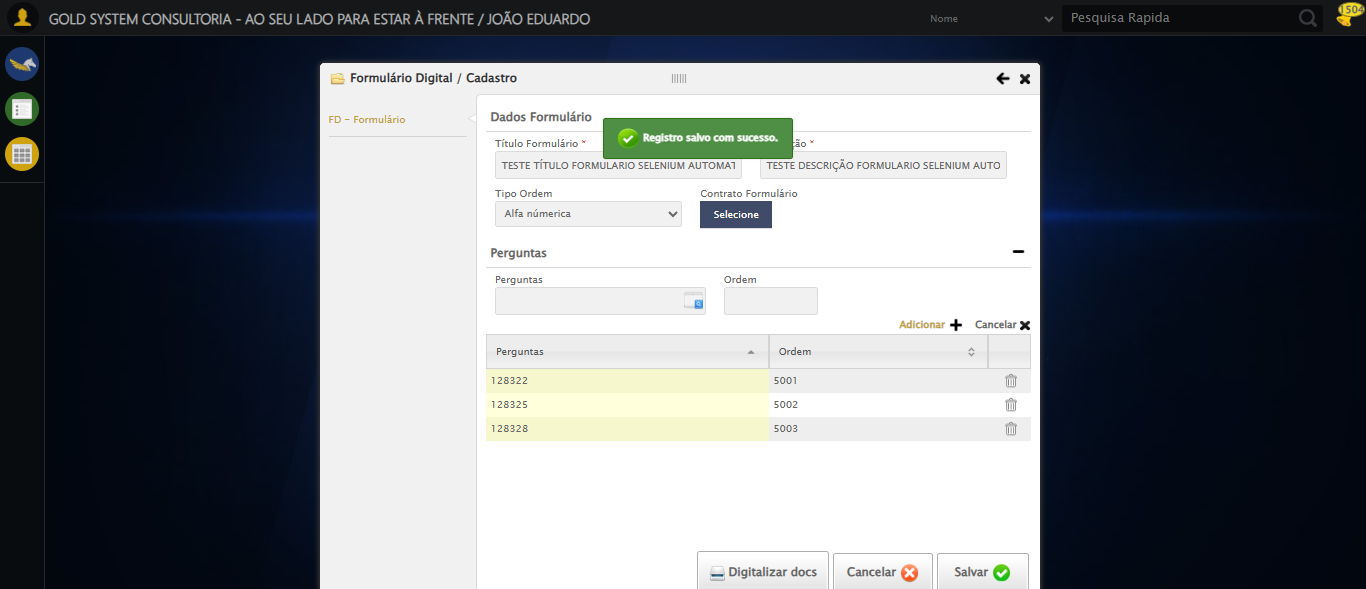 GOLD SYSTEM CONSULTORIA - AO SEU LADO PARA ESTAR À FRENTE / JOÃO EDUARDO
Nome
Pesquisa Rapida
1504
Formulário Digital / Cadastro
FD - Formulário
Dados Formulário
Registro salvo com sucesso.
Título Formulário *
ção *
TESTE TÍTULO FORMULARIO SELENIUM AUTOMAT
TESTE DESCRIÇÃO FORMULARIO SELENIUM AUTO
Tipo Ordem
Contrato Formulário
Alfa númerica
Selecione
Perguntas
Perguntas
Ordem
Adicionar
Cancelar
Perguntas
Ordem
128322
5001
128325
5002
128328
5003
Digitalizar docs
Cancelar
Salvar